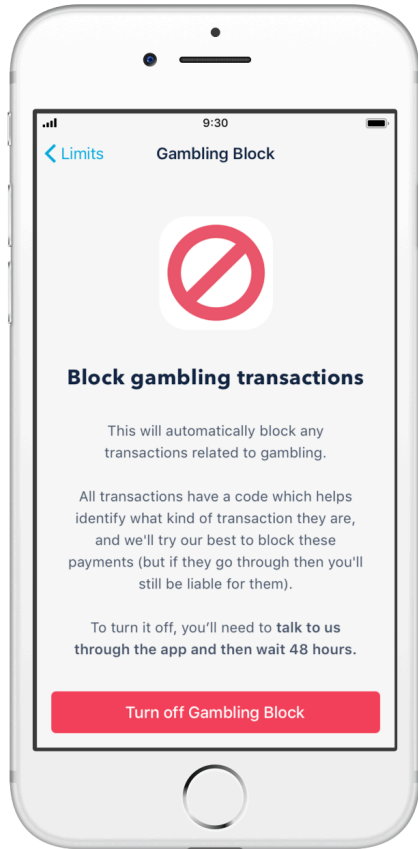 9:30
Limits
Gambling Block
Block gambling transactions
This will automatically block any
transactions related to gambling.
All transactions have a code which helps
identify what kind of transaction they are,
and we'll try our best to block these
payments (but if they go through then you'll
still be liable for them).
To turn it off, you’ll need to talk to us
through the app and then wait 48 hours.
Turn off Gambling Block